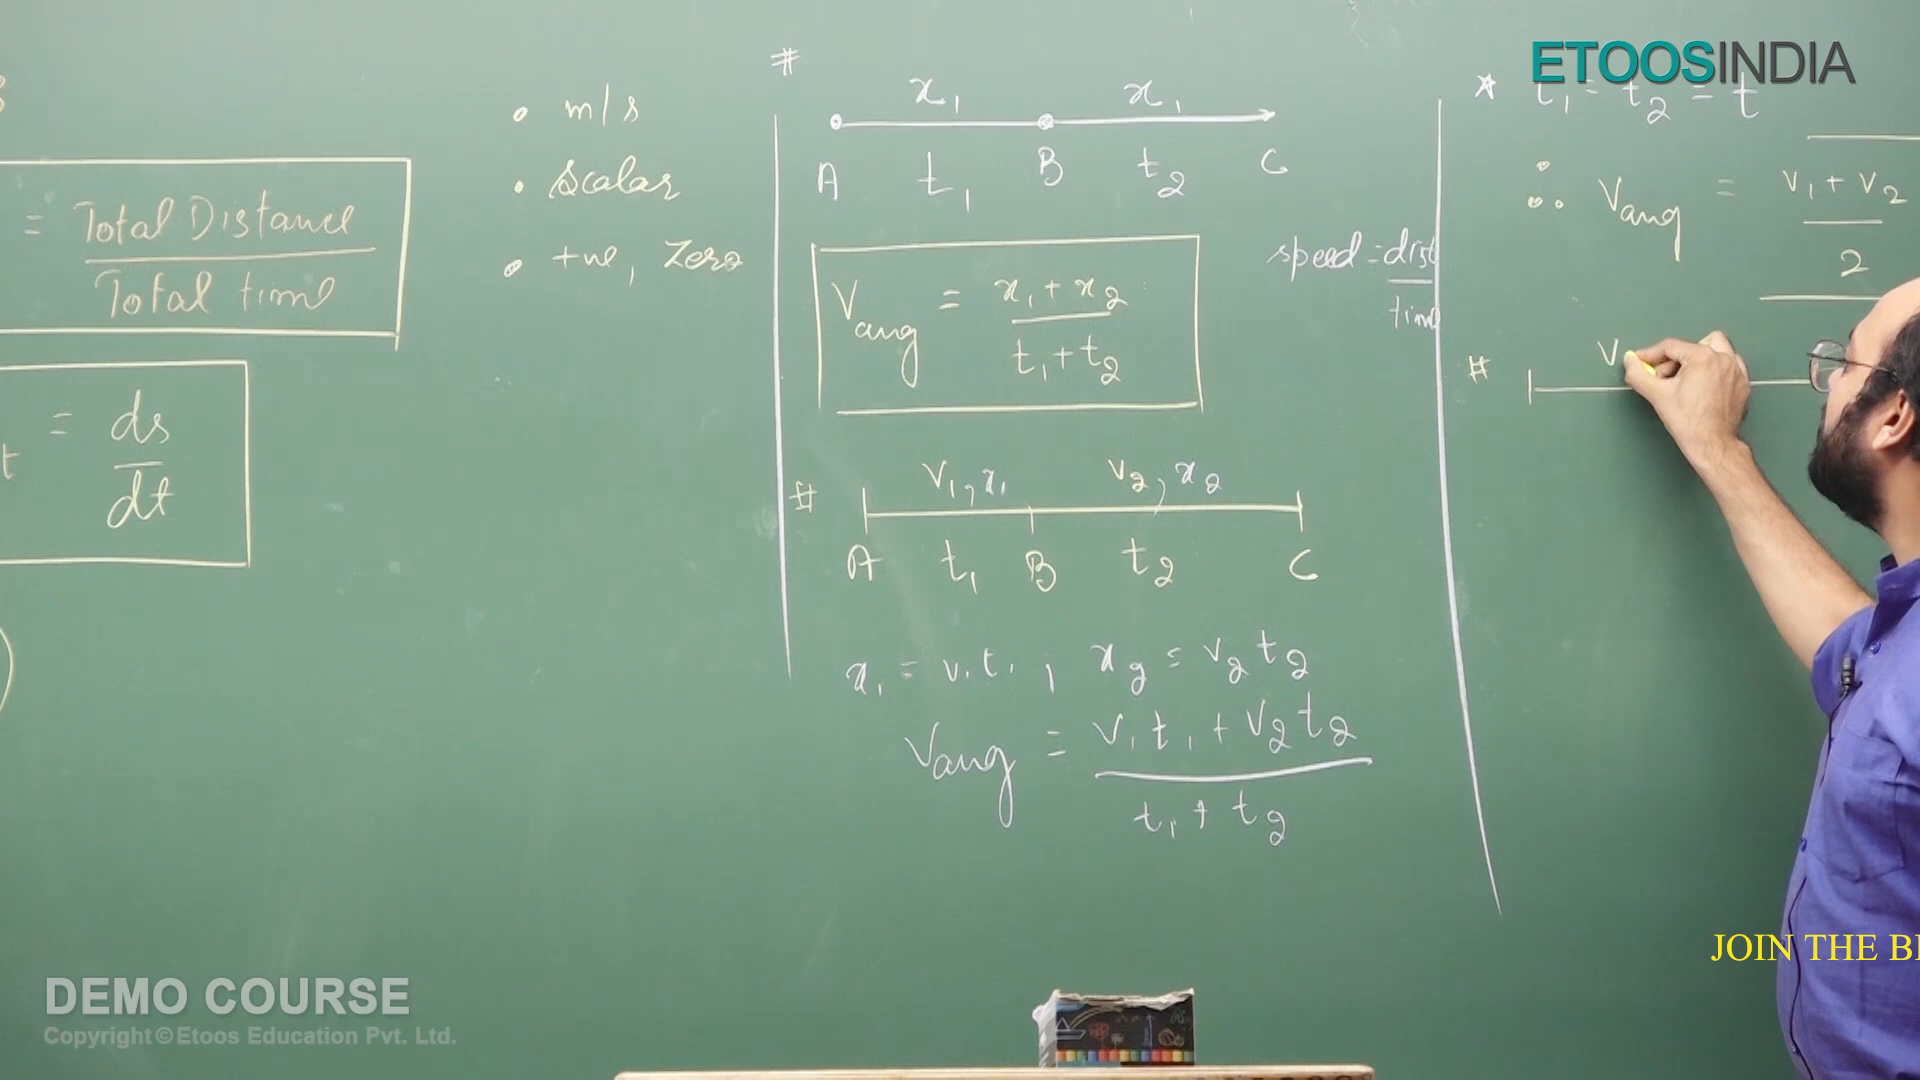 = Total Distance
Total time
t = ds
dt
• m/s
• Scalar
• +ve, Zero
#
x₁ x₁
A t₁ B t₂ C
Vavg = x₁ + x₂
t₁ + t₂
speed = dist
time
#
V₁, x₁ V₂, x₂
A t₁ B t₂ C
x₁ = v₁t₁ ; x₂ = v₂t₂
Vavg = v₁t₁ + v₂t₂
t₁ + t₂
ETOOSINDIA
☆ t₁ = t₂ = t
∴ Vavg = v₁ + v₂
2
# V
JOIN THE
DEMO COURSE
Copyright © Etoos Education Pvt. Ltd.